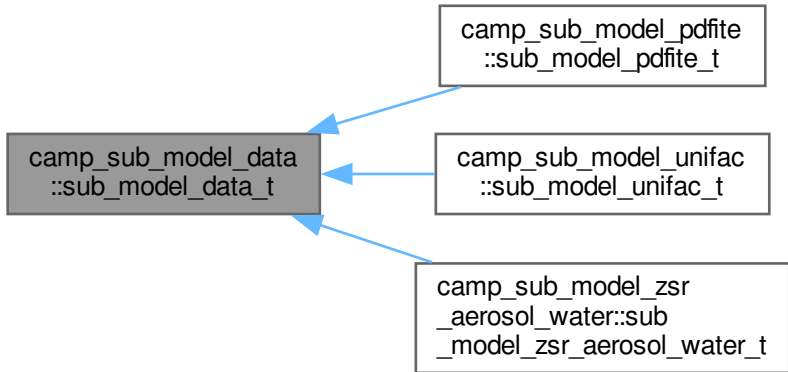 camp_sub_model_pdfite
::sub_model_pdfite_t
camp_sub_model_data
::sub_model_data_t
camp_sub_model_unifac
::sub_model_unifac_t
camp_sub_model_zsr
_aerosol_water::sub
_model_zsr_aerosol_water_t